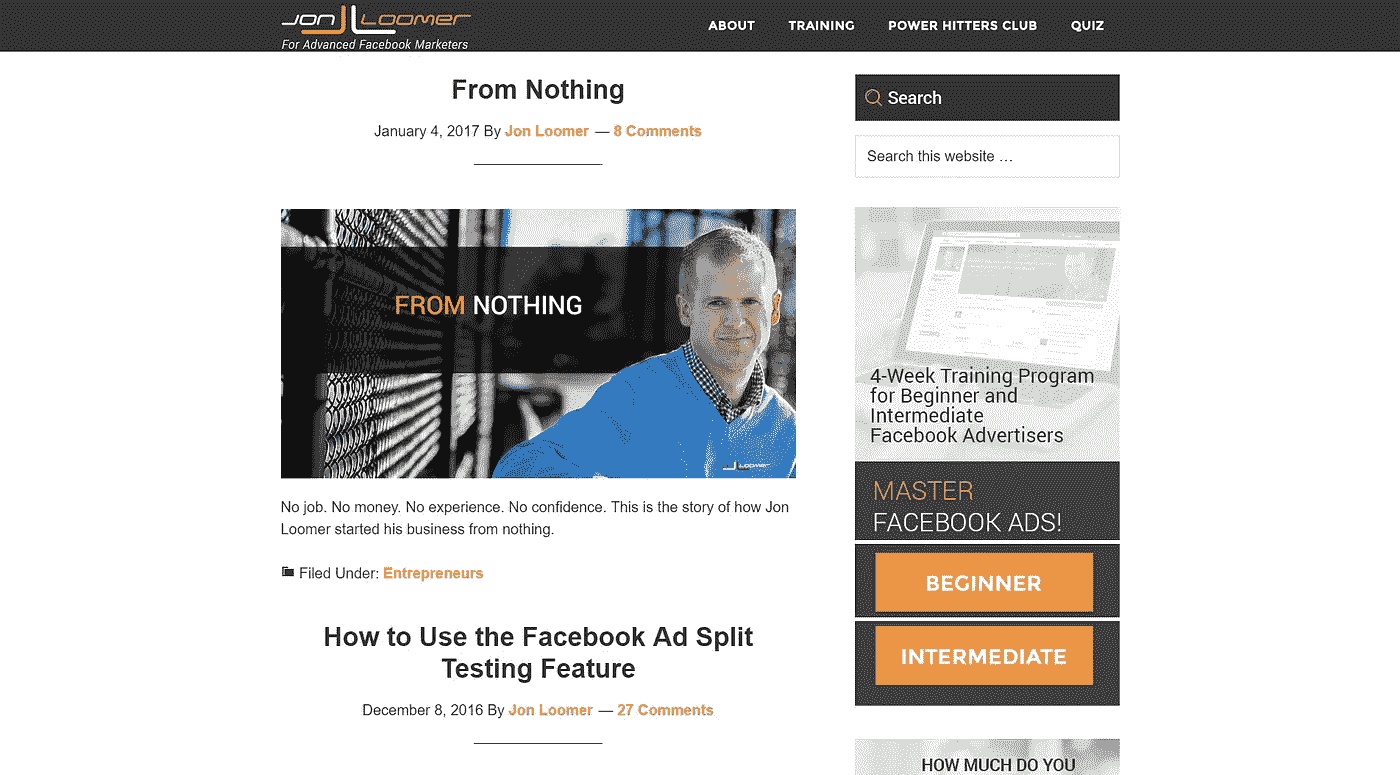 JON LOOMER
For Advanced Facebook Marketers
ABOUT
TRAINING
POWER HITTERS CLUB
QUIZ
From Nothing
January 4, 2017 By Jon Loomer — 8 Comments
FROM NOTHING
JL LOOMER
No job. No money. No experience. No confidence. This is the story of how Jon
Loomer started his business from nothing.
Filed Under: Entrepreneurs
How to Use the Facebook Ad Split
Testing Feature
December 8, 2016 By Jon Loomer — 27 Comments
Search
Search this website …
4-Week Training Program
for Beginner and
Intermediate
Facebook Advertisers
MASTER
FACEBOOK ADS!
BEGINNER
INTERMEDIATE
HOW MUCH DO YOU